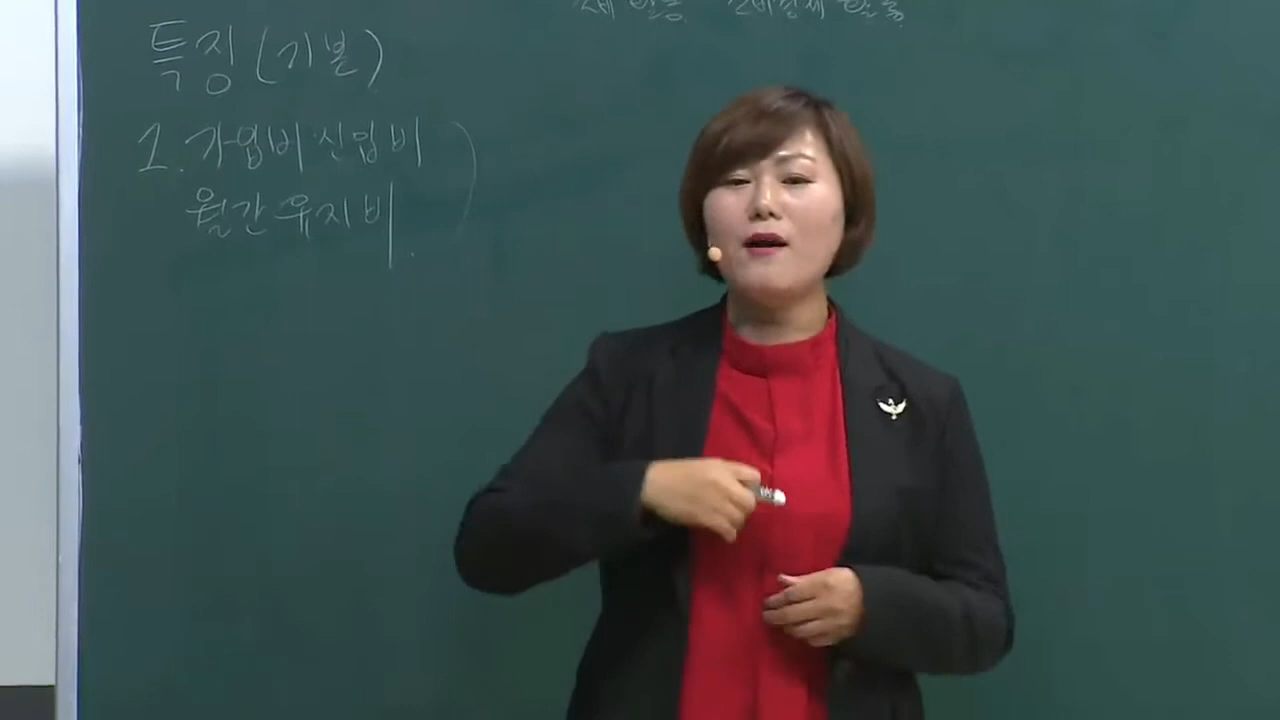 특징 (기본)
1. 가입비 신입비 )
월간 유지비.